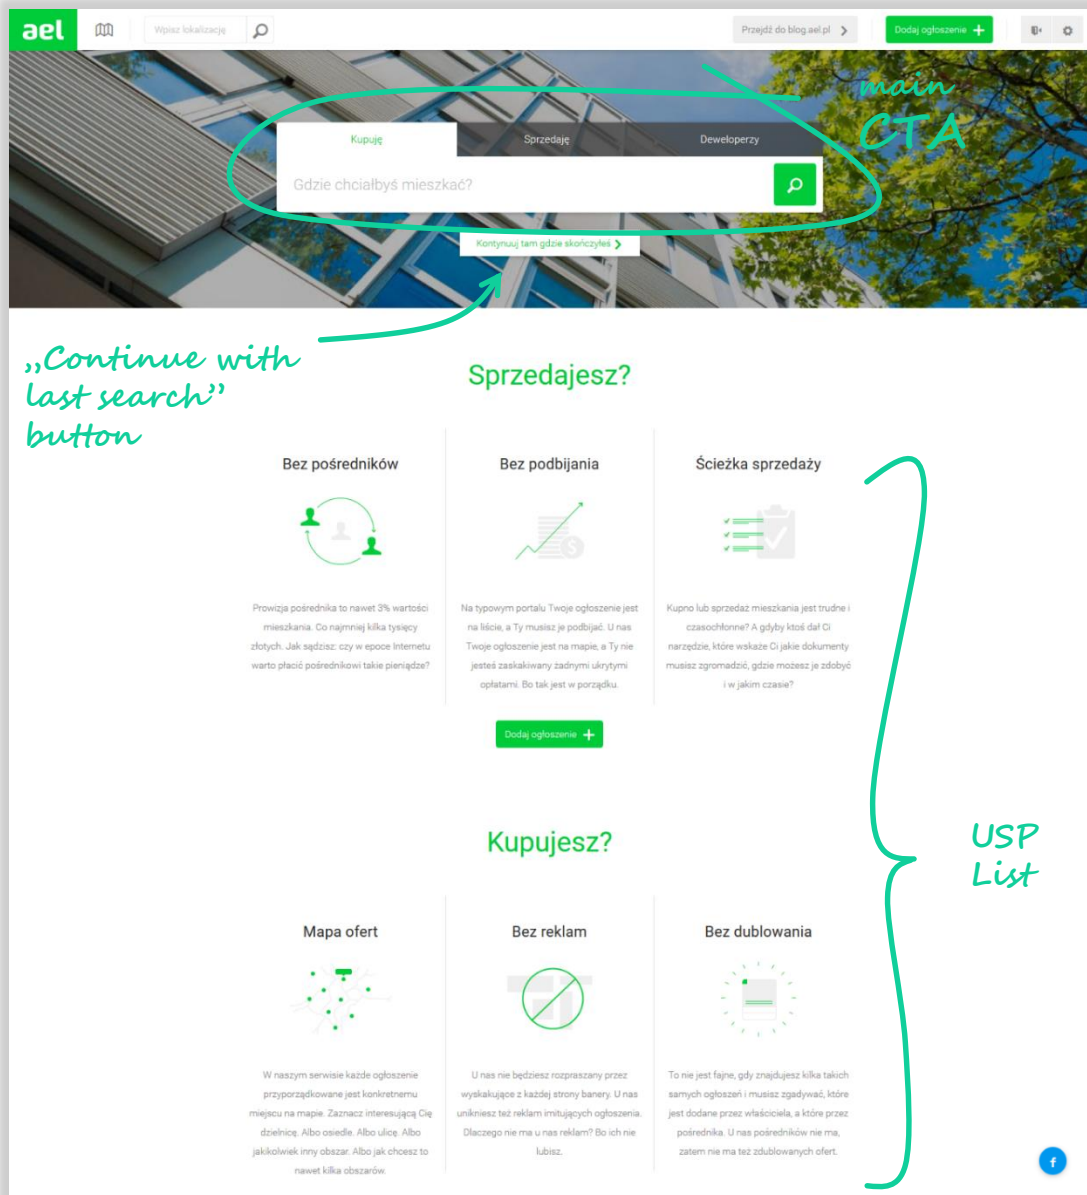 ael
Wpisz lokalizację
Przejdź do blog.ael.pl
Dodaj ogłoszenie
main
CTA
Kupuję
Sprzedaję
Deweloperzy
Gdzie chciałbyś mieszkać?
Kontynuuj tam gdzie skończyłeś
„Continue with
last search”
button
Sprzedajesz?
Bez pośredników
Prowizja pośrednika to nawet 3% wartości
mieszkania. Co najmniej kilka tysięcy
złotych. Jak sądzisz: czy w epoce Internetu
warto płacić pośrednikowi takie pieniądze?
Bez podbijania
Na typowym portalu Twoje ogłoszenie jest
na liście, a Ty musisz je podbijać. U nas
Twoje ogłoszenie jest na mapie, a Ty nie
jesteś zaskakiwany żadnymi ukrytymi
opłatami. Bo tak jest w porządku.
Ścieżka sprzedaży
Kupno lub sprzedaż mieszkania jest trudne i
czasochłonne? A gdyby ktoś dał Ci
narzędzie, które wskaże Ci jakie dokumenty
musisz zgromadzić, gdzie możesz je zdobyć
i w jakim czasie?
Dodaj ogłoszenie
USP
List
Kupujesz?
Mapa ofert
W naszym serwisie każde ogłoszenie
przyporządkowane jest konkretnemu
miejscu na mapie. Zaznacz interesującą Cię
dzielnicę. Albo osiedle. Albo ulicę. Albo
jakikolwiek inny obszar. Albo jak chcesz to
nawet kilka obszarów.
Bez reklam
U nas nie będziesz rozpraszany przez
wyskakujące z każdej strony banery. U nas
unikniesz też reklam imitujących ogłoszenia.
Dlaczego nie ma u nas reklam? Bo ich nie
lubisz.
Bez dublowania
To nie jest fajne, gdy znajdujesz kilka takich
samych ogłoszeń i musisz zgadywać, które
jest dodane przez właściciela, a które przez
pośrednika. U nas pośredników nie ma,
zatem nie ma też zdublowanych ofert.
f